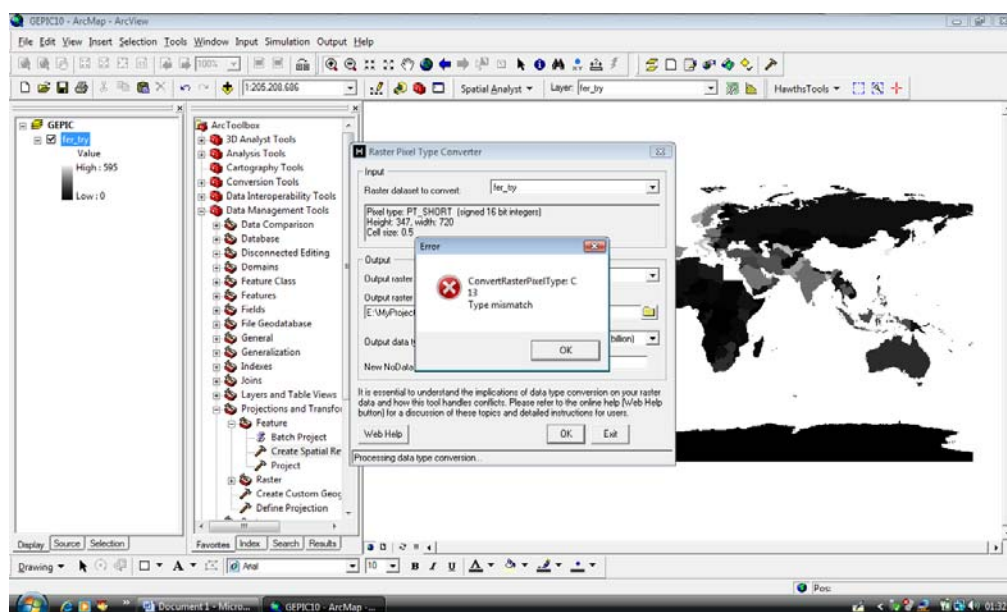 GEPIC10 - ArcMap - ArcView
File Edit View Insert Selection Tools Window Input Simulation Output Help
100%
1:205.208.606
Spatial Analyst
Layer: fer_try
HawthsTools
GEPIC
fer_try
Value
High : 595
Low : 0
ArcToolbox
3D Analyst Tools
Analysis Tools
Cartography Tools
Conversion Tools
Data Interoperability Tools
Data Management Tools
Data Comparison
Database
Disconnected Editing
Domains
Feature Class
Features
Fields
File Geodatabase
General
Generalization
Indexes
Joins
Layers and Table Views
Projections and Transfor
Feature
Batch Project
Create Spatial Re
Project
Raster
Create Custom Geog
Define Projection
Display Source Selection
Favorites Index Search Results
Raster Pixel Type Converter
Input
Raster dataset to convert: fer_try
Pixel type: PT_SHORT (signed 16 bit integers)
Height: 347, width: 720
Cell size: 0.5
Output
Output raster
Output raster
E:\MyProject
Output data t
billion)
New NoData
Error
ConvertRasterPixelType: C
13
Type mismatch
OK
It is essential to understand the implications of data type conversion on your raster
data and how this tool handles conflicts. Please refer to the online help (Web Help
button) for a discussion of these topics and detailed instructions for users.
Web Help OK Exit
Processing data type conversion...
Drawing A Arial 10 B I U A
Pos:
Document1 - Micro... GEPIC10 - ArcMap -...